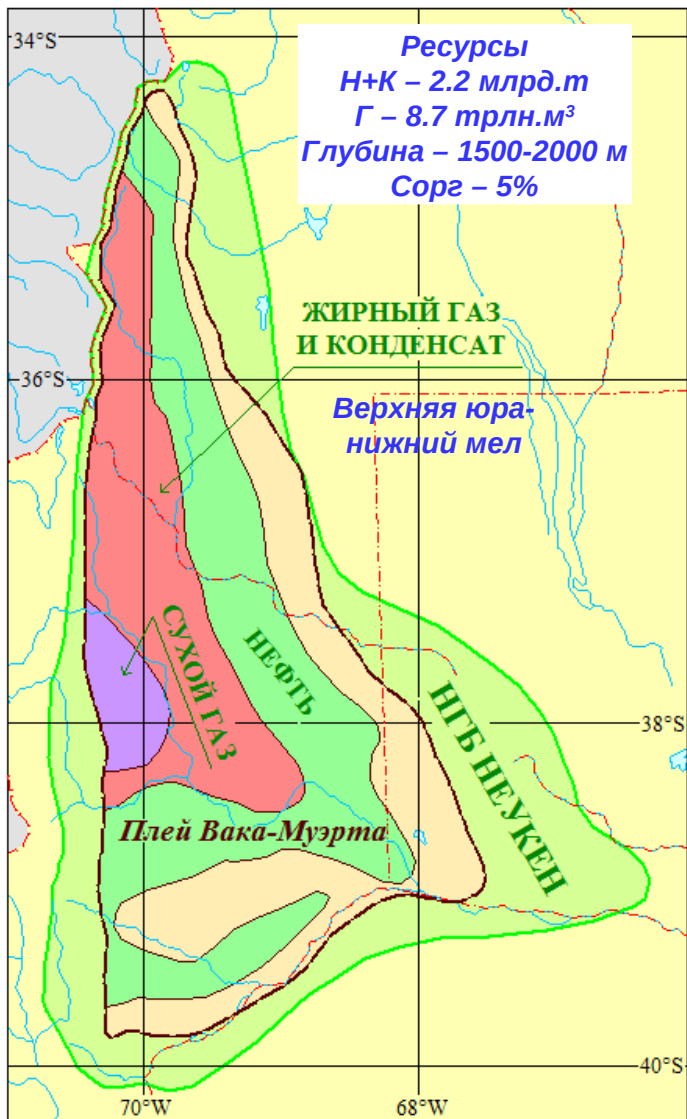 34°S
Ресурсы
Н+К – 2.2 млрд.т
Г – 8.7 трлн.м³
Глубина – 1500-2000 м
Сорг – 5%
ЖИРНЫЙ ГАЗ
И КОНДЕНСАТ
36°S
Верхняя юра-
нижний мел
СУХОЙ ГАЗ
НЕФТЬ
НГБ НЕУКЕН
38°S
Плей Вака-Муэрта
40°S
70°W
68°W